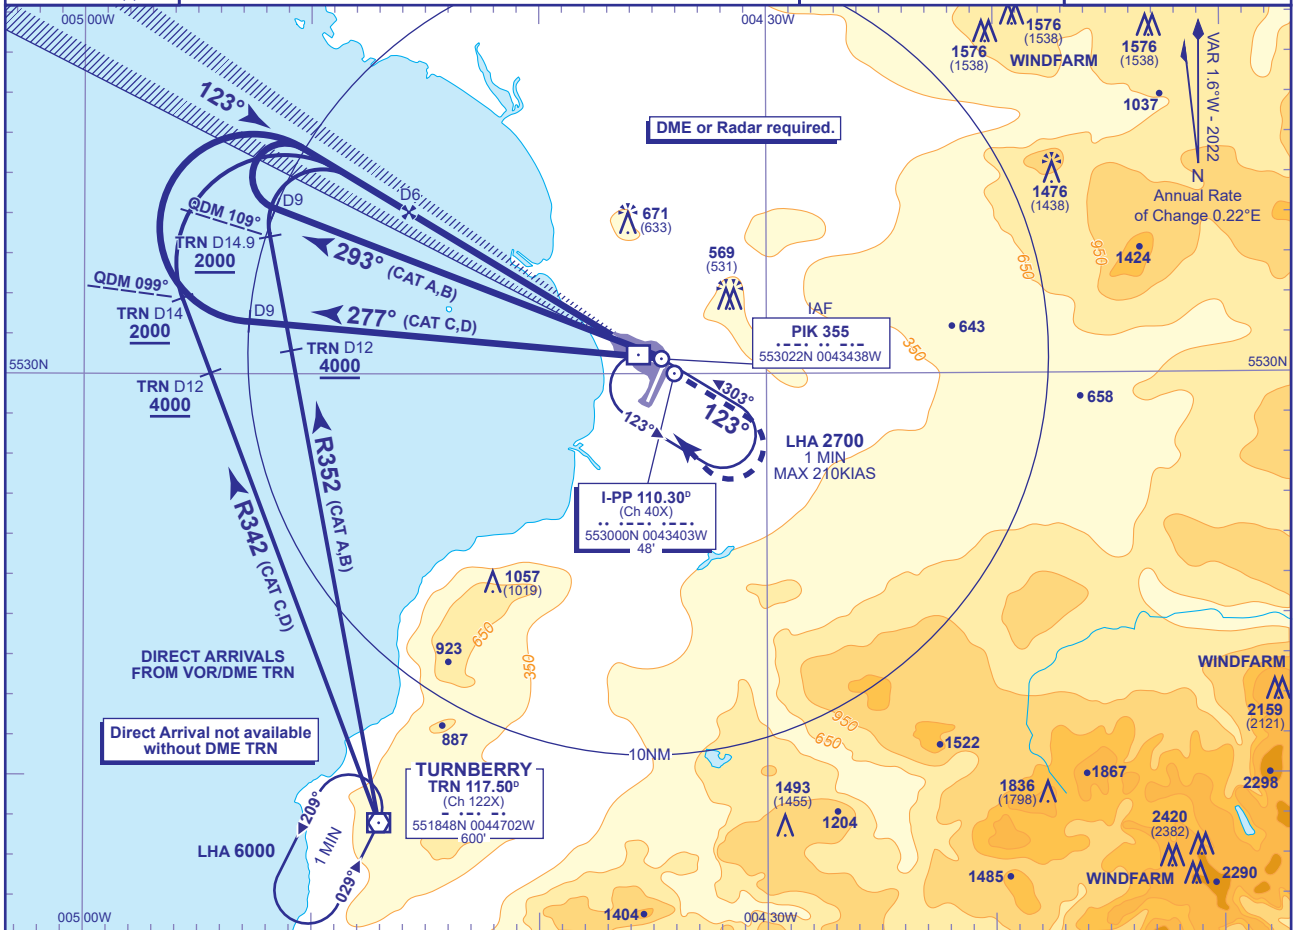 005 00W
004 30W
1576
(1538)
1576
(1538)
1576
(1538)
WINDFARM
VAR 1.6°W - 2022
N
Annual Rate
of Change 0.22°E
1037
123°
DME or Radar required.
1476
(1438)
D9
D6
QDM 109°
671
(633)
TRN D14.9
2000
293° (CAT A,B)
569
(531)
650
950
1424
QDM 099°
TRN D14
2000
D9
277° (CAT C,D)
IAF
PIK 355
553022N 0043438W
643
350
TRN D12
4000
5530N
5530N
TRN D12
4000
303°
123°
123°
658
LHA 2700
1 MIN
MAX 210KIAS
R352 (CAT A,B)
R342 (CAT C,D)
I-PP 110.30ᴰ
(Ch 40X)
553000N 0043403W
48'
1057
(1019)
650
923
350
DIRECT ARRIVALS
FROM VOR/DME TRN
WINDFARM
2159
(2121)
Direct Arrival not available
without DME TRN
887
950
650
1522
10NM
TURNBERRY
TRN 117.50ᴰ
(Ch 122X)
551848N 0044702W
600'
1493
(1455)
1204
1836
(1798)
1867
2298
209°
1 MIN
029°
LHA 6000
2420
(2382)
1485
WINDFARM
2290
1404
005 00W
004 30W